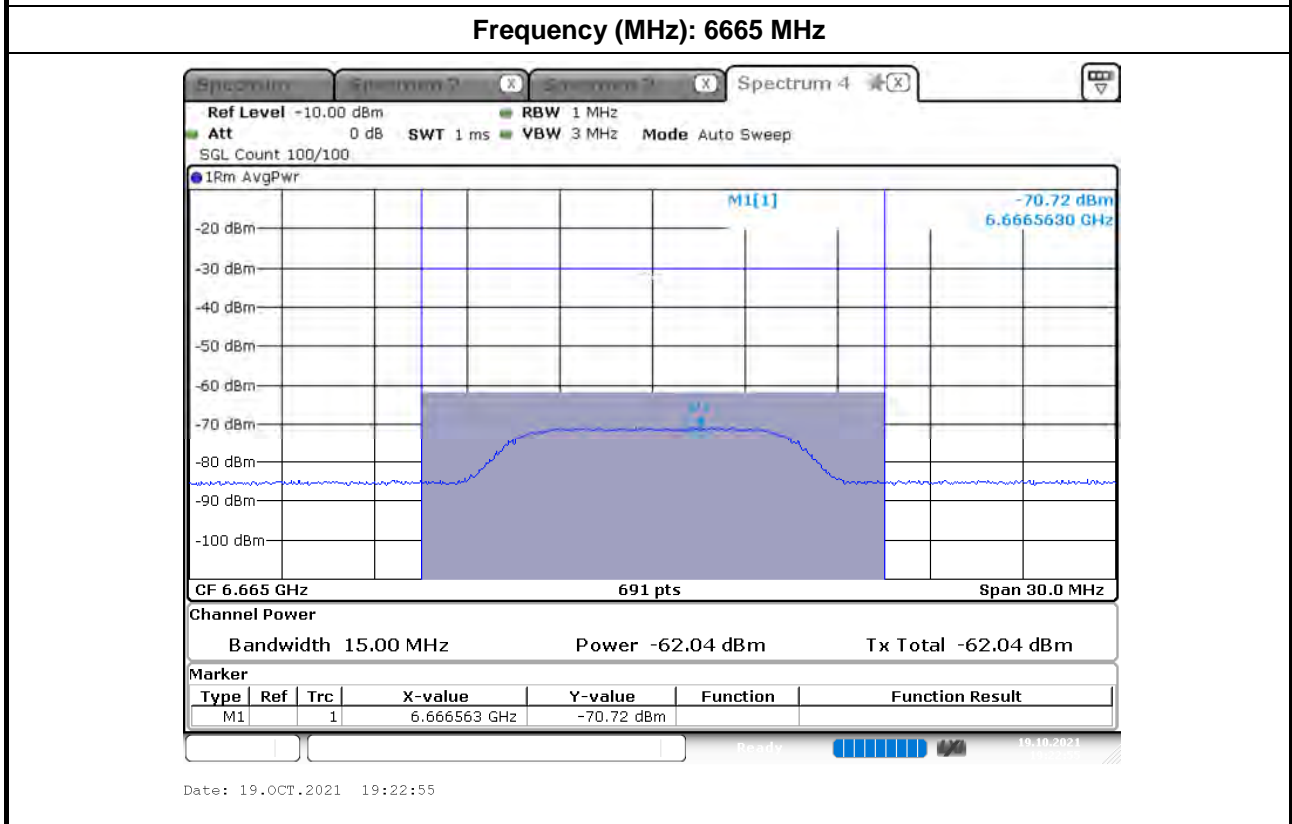 Frequency (MHz): 6665 MHz
Spectrum 4
Ref Level -10.00 dBm RBW 1 MHz
Att 0 dB SWT 1 ms VBW 3 MHz Mode Auto Sweep
SGL Count 100/100
1Rm AvgPwr
M1[1] -70.72 dBm
6.6665630 GHz
-20 dBm
-30 dBm
-40 dBm
-50 dBm
-60 dBm
-70 dBm
-80 dBm
-90 dBm
-100 dBm
CF 6.665 GHz 691 pts Span 30.0 MHz
Channel Power
Bandwidth 15.00 MHz Power -62.04 dBm Tx Total -62.04 dBm
Marker
Type Ref Trc X-value Y-value Function Function Result
M1 1 6.666563 GHz -70.72 dBm
Ready 19.10.2021
Date: 19.OCT.2021 19:22:55